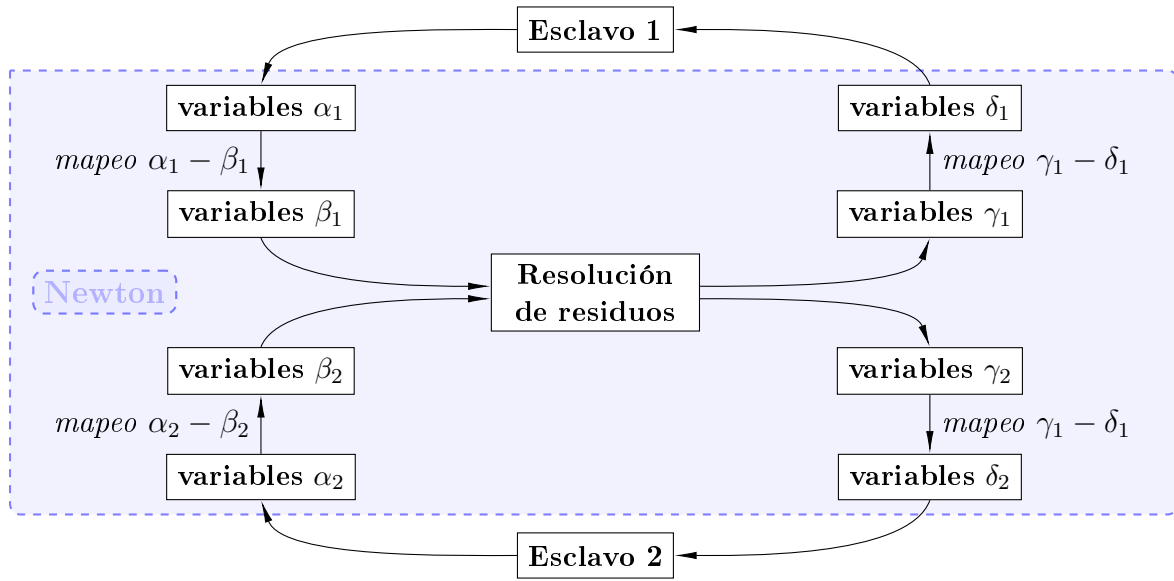 Esclavo 1
variables α₁
variables δ₁
mapeo α₁ − β₁
mapeo γ₁ − δ₁
variables β₁
variables γ₁
Resolución
de residuos
Newton
variables β₂
variables γ₂
mapeo α₂ − β₂
mapeo γ₁ − δ₁
variables α₂
variables δ₂
Esclavo 2